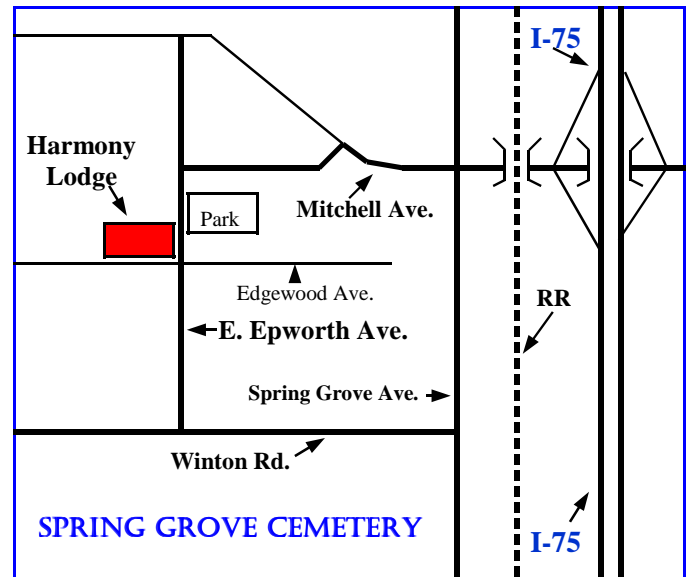 I-75
Harmony
Lodge
Park
Mitchell Ave.
Edgewood Ave.
RR
E. Epworth Ave.
Spring Grove Ave.
Winton Rd.
SPRING GROVE CEMETERY
I-75